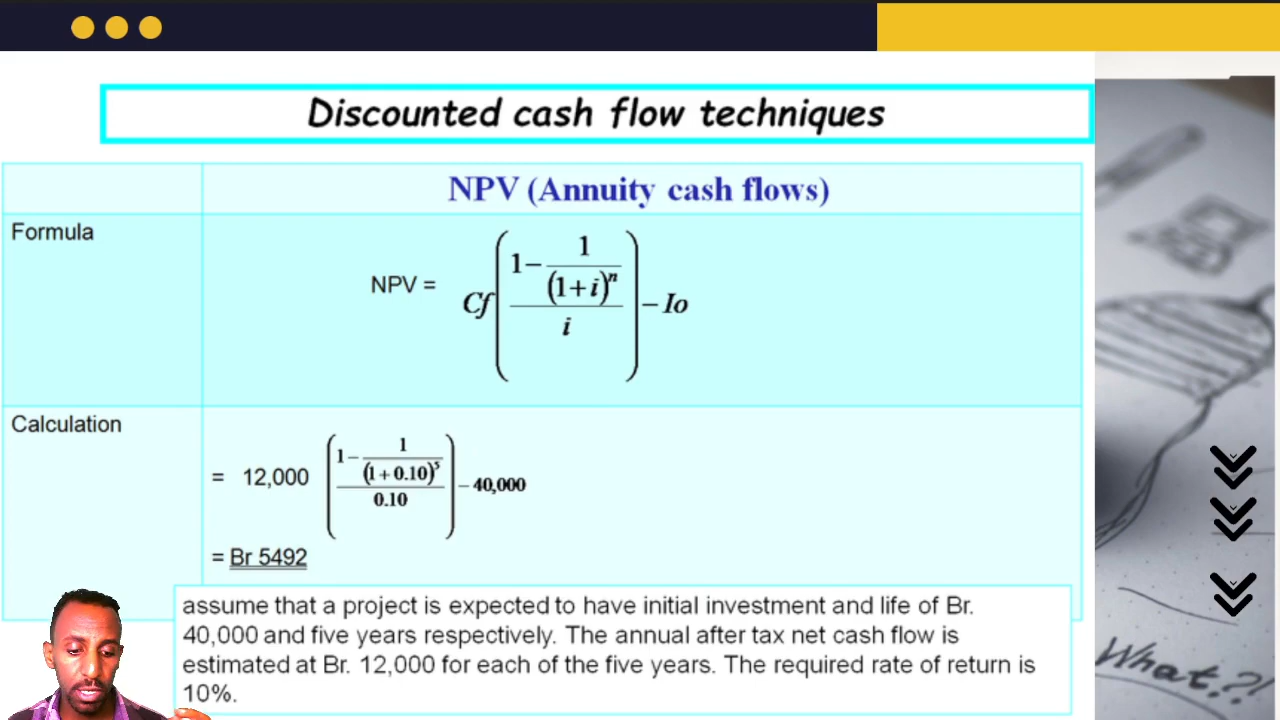 Discounted cash flow techniques
NPV (Annuity cash flows)
Formula
NPV = Cf ( (1 − 1/(1+i)^n) / i ) − Io
Calculation
= 12,000 ( (1 − 1/(1+0.10)^5) / 0.10 ) − 40,000
= Br 5492
assume that a project is expected to have initial investment and life of Br.
40,000 and five years respectively. The annual after tax net cash flow is
estimated at Br. 12,000 for each of the five years. The required rate of return is
10%.
What?!